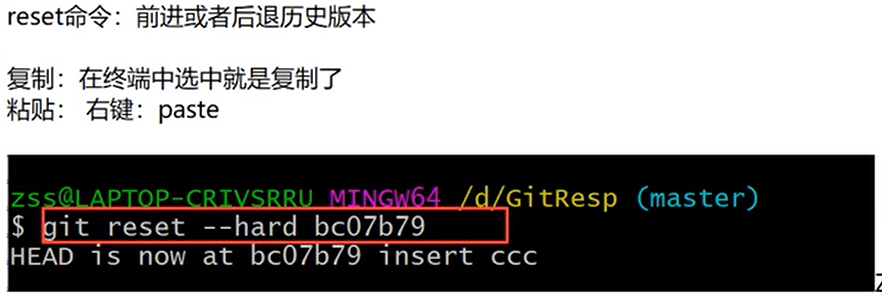 reset命令：前进或者后退历史版本
复制：在终端中选中就是复制了
粘贴： 右键：paste
zss@LAPTOP-CRIVSRRU MINGW64 /d/GitResp (master)
$ git reset --hard bc07b79
HEAD is now at bc07b79 insert ccc